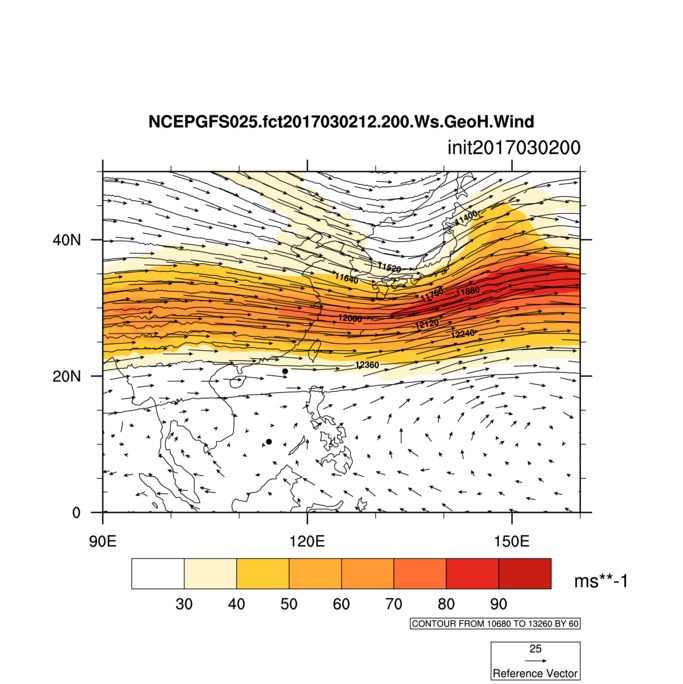 NCEPGFS025.fct2017030212.200.Ws.GeoH.Wind
init2017030200
11400
40N
11520
11640
11760
11880
12000
12120
12240
12360
20N
0
90E 120E 150E
ms**-1
30 40 50 60 70 80 90
CONTOUR FROM 10680 TO 13260 BY 60
25
Reference Vector